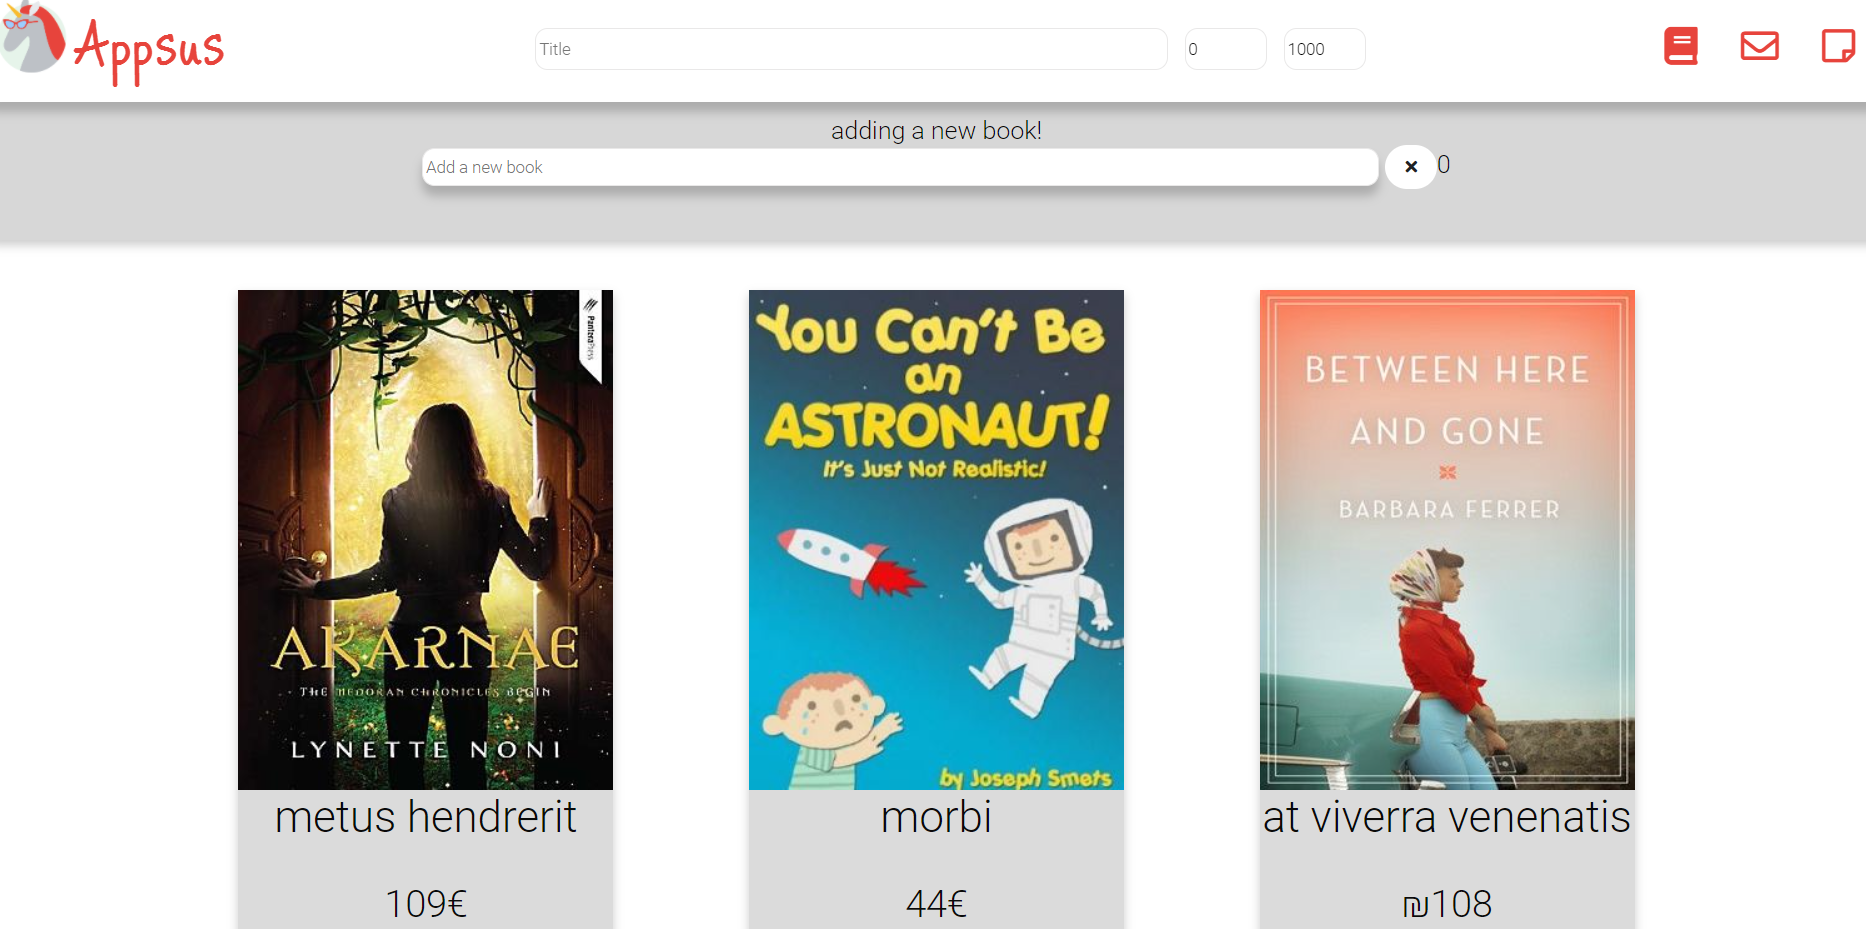 Appsus
Title
0
1000
adding a new book!
Add a new book
0
PanteraPress
AKARNAE
THE MEDORAN CHRONICLES BEGIN
LYNETTE NONI
You Can't Be
an
ASTRONAUT!
It's Just Not Realistic!
by Joseph Smets
BETWEEN HERE
AND GONE
BARBARA FERRER
metus hendrerit
morbi
at viverra venenatis
109€
44€
₪108